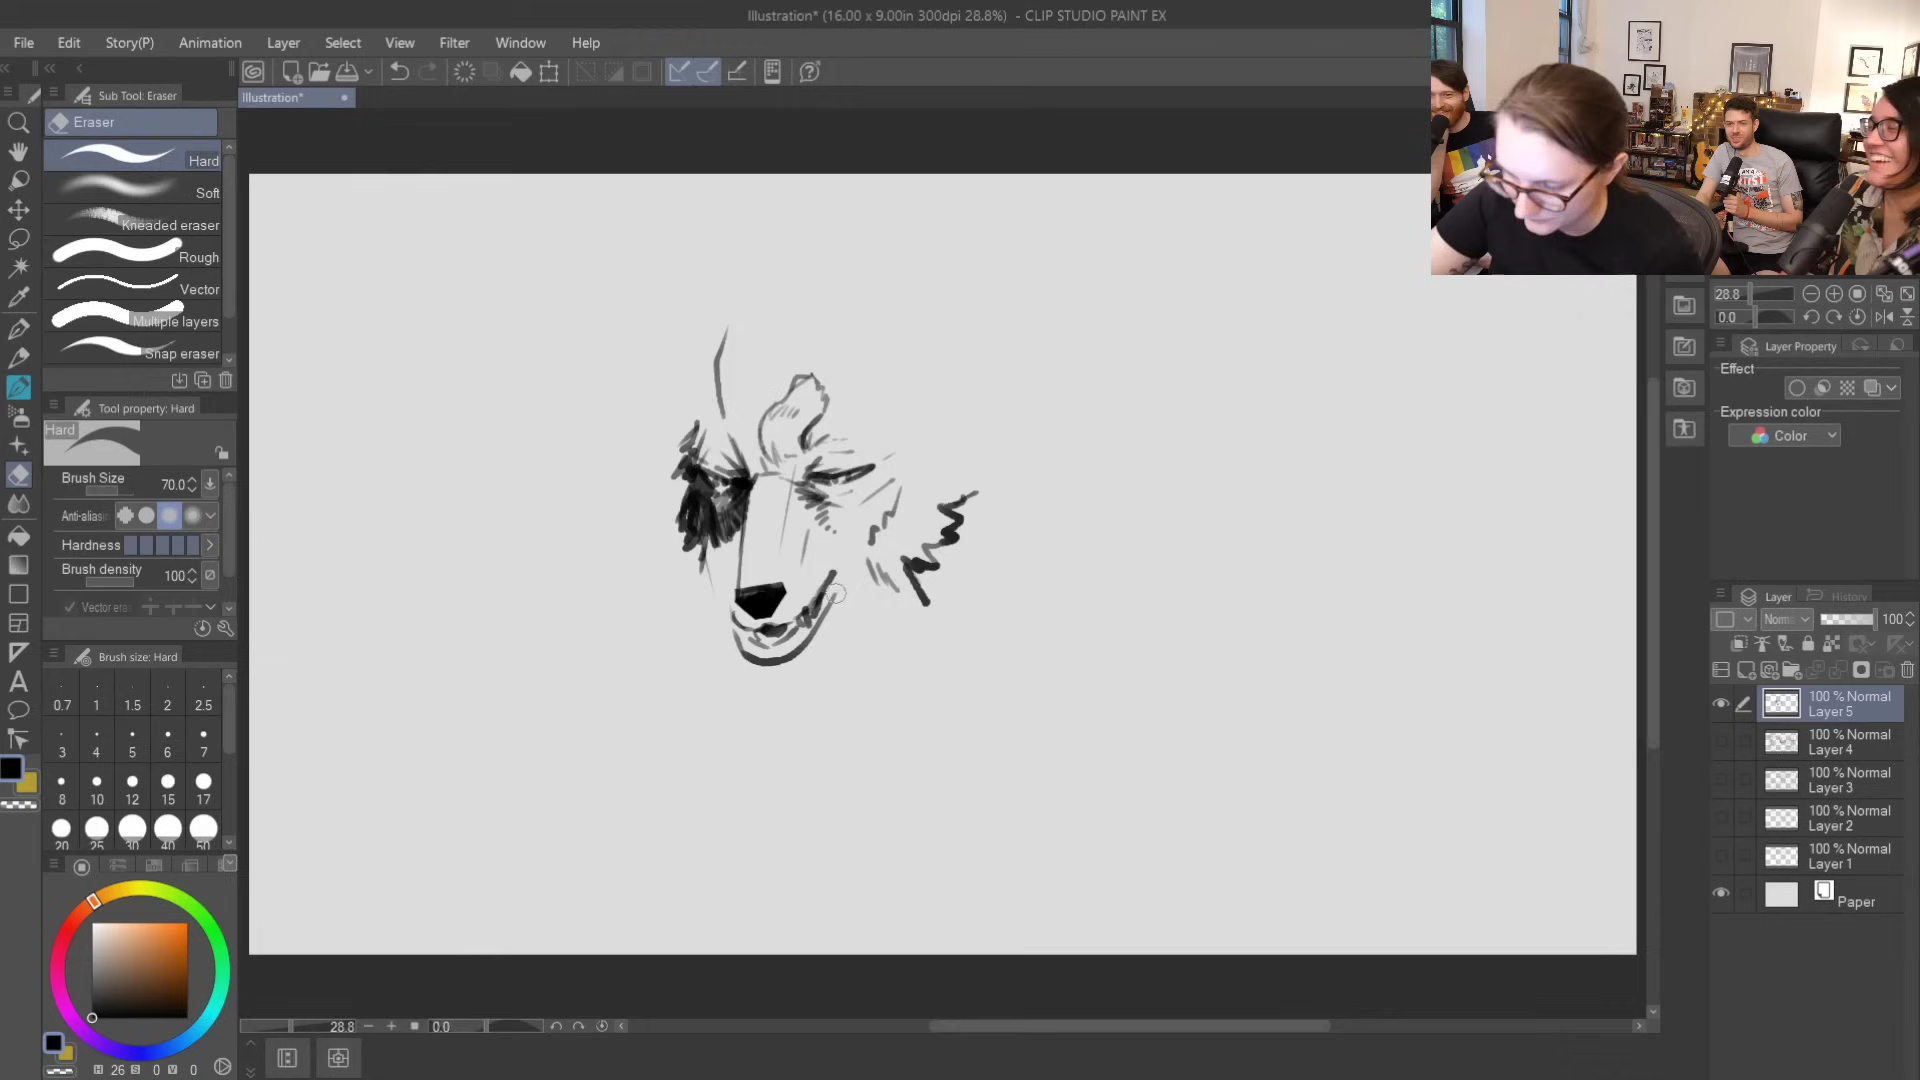 Illustration* (16.00 x 9.00in 300dpi 28.8%) - CLIP STUDIO PAINT EX
File Edit Story(P) Animation Layer Select View Filter Window Help
Sub Tool: Eraser
Illustration*
Eraser
Hard
Soft
Kneaded eraser
Rough
Vector
Multiple layers
Snap eraser
Tool property: Hard
Hard
Brush Size 70.0
Anti-alias
Hardness
Brush density 100
Vector era
Brush size: Hard
0.7 1 1.5 2 2.5
3 4 5 6 7
8 10 12 15 17
20 25 30 40 50
H 26 S 0 V 0
28.8 0.0
28.8
0.0
Layer Property
Effect
Expression color
Color
Layer History
Norma 100
100 % Normal
Layer 5
100 % Normal
Layer 4
100 % Normal
Layer 3
100 % Normal
Layer 2
100 % Normal
Layer 1
Paper